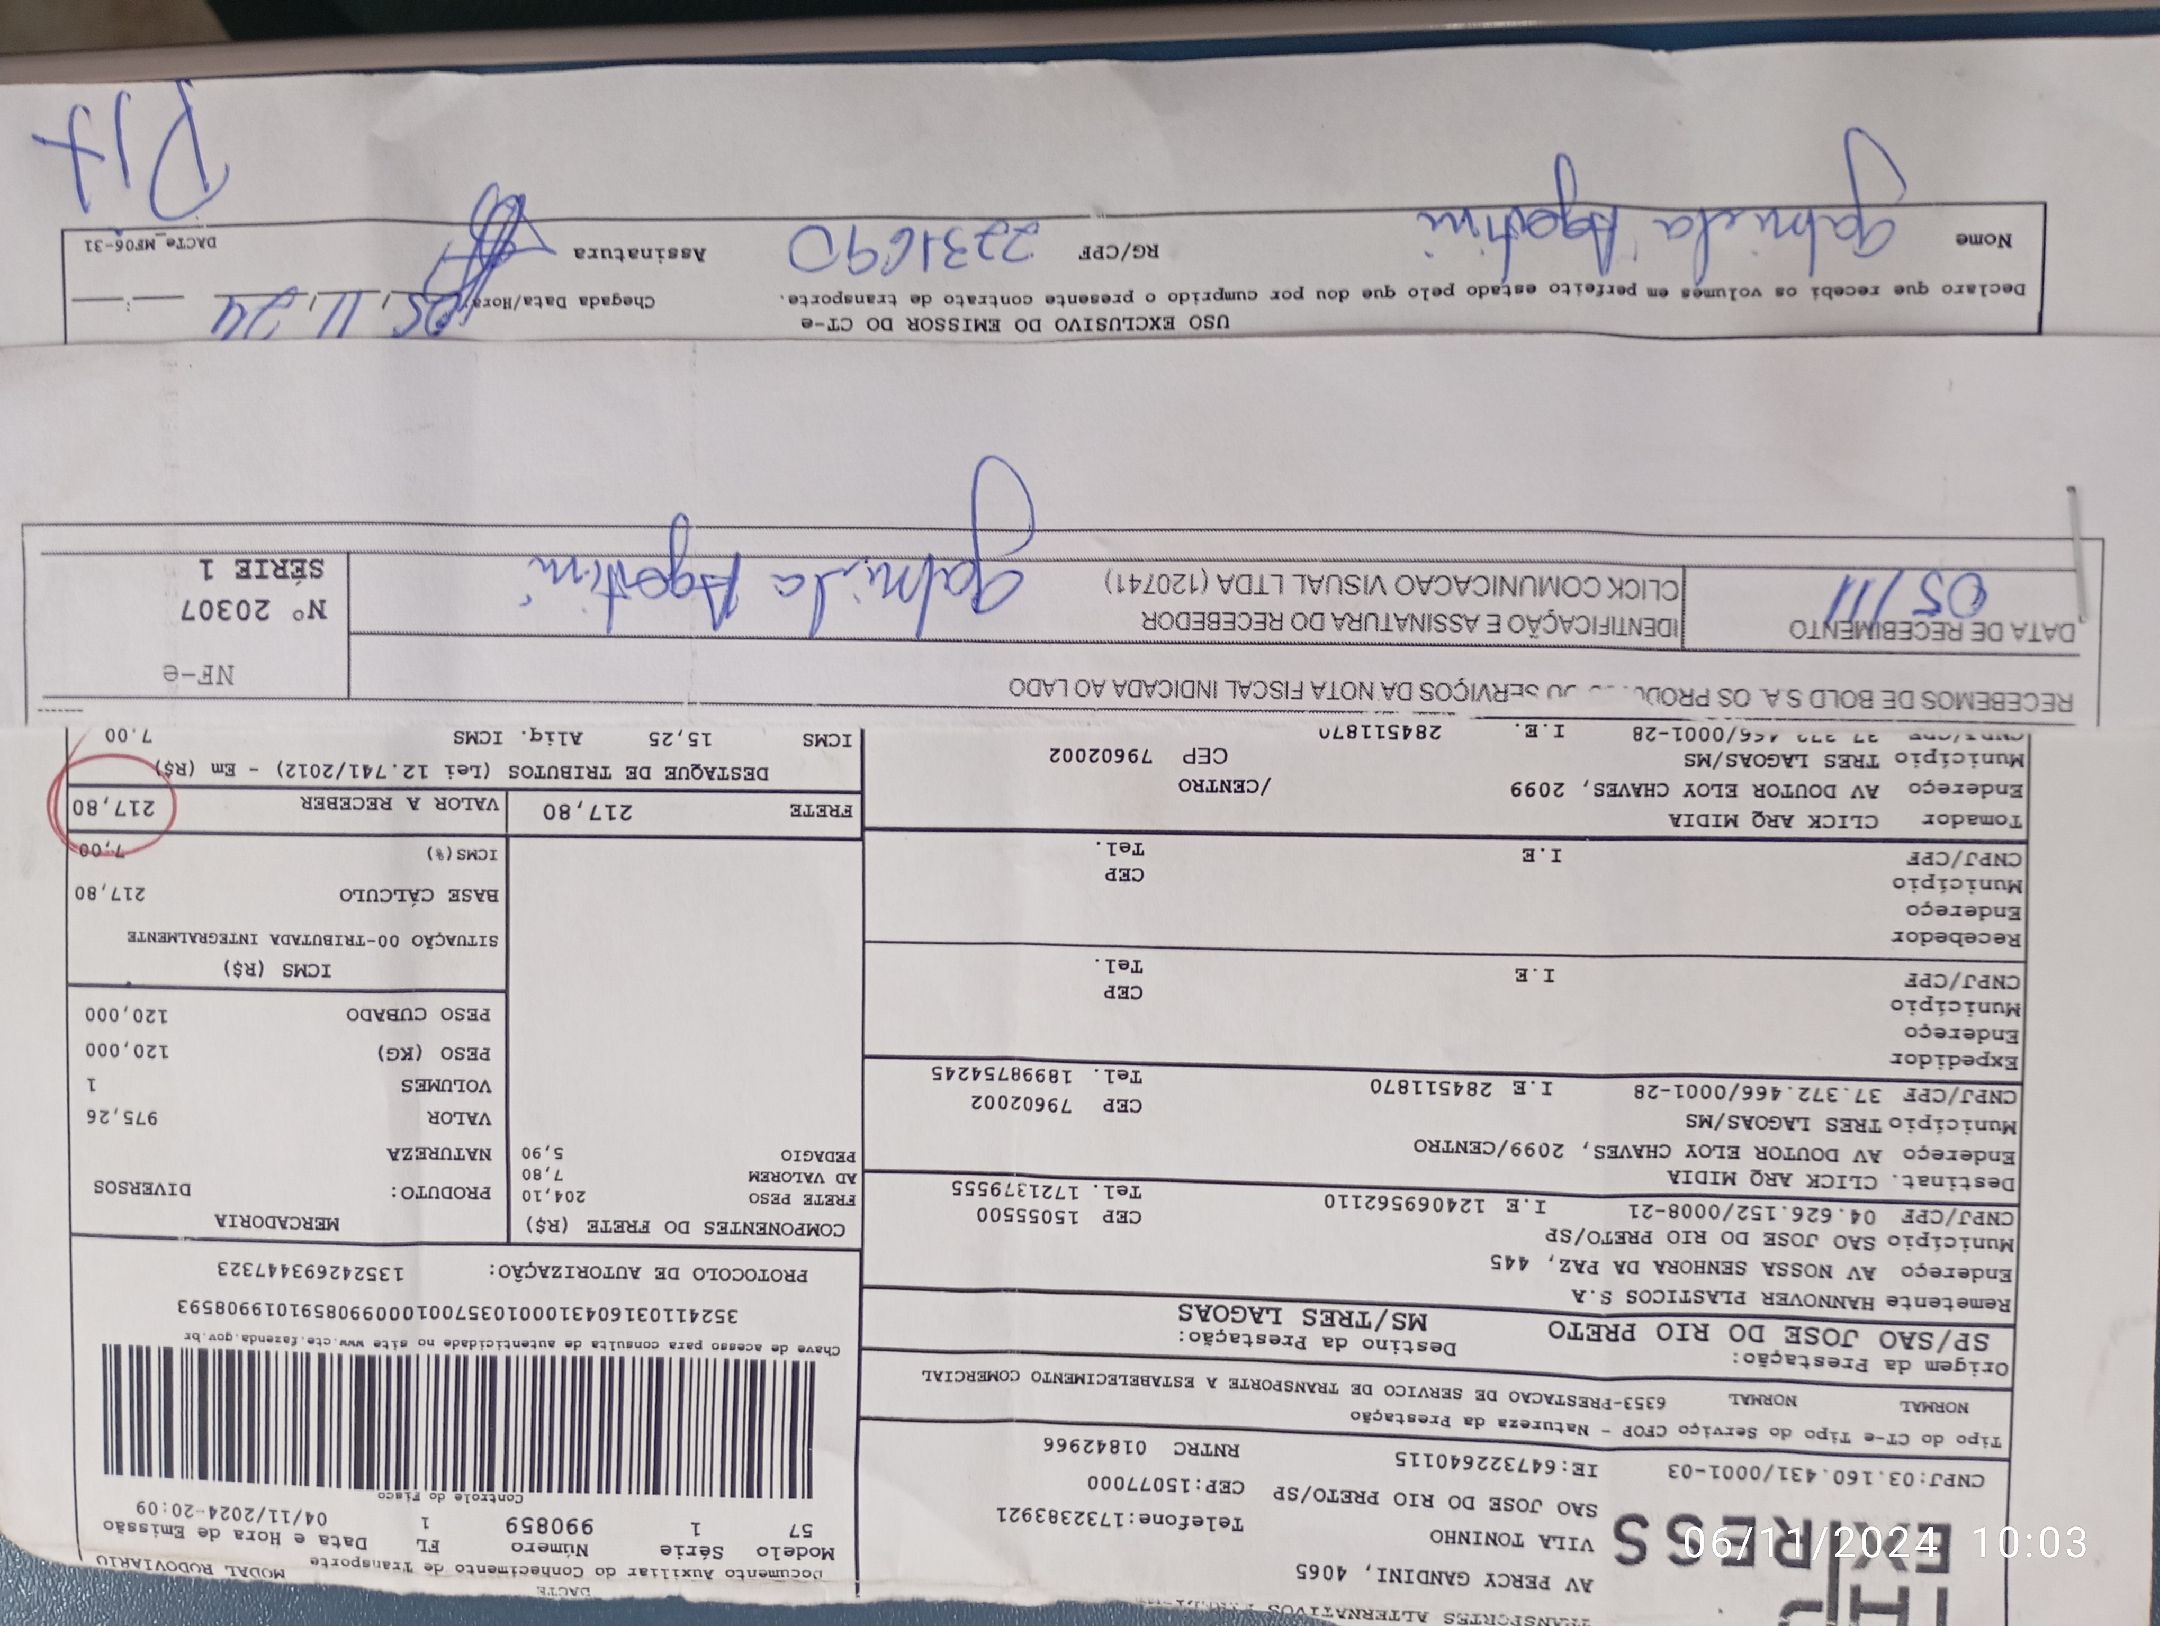 EXPRESS
AV PERCY GANDINI, 4065
VILA TONINHO
Telefone:1732383921
SAO JOSE DO RIO PRETO/SP CEP:15077000
CNPJ:03.160.431/0001-03 IE:647322640115 RNTRC 01842966
DACTE
Documento Auxiliar do Conhecimento de Transporte MODAL RODOVIARIO
Modelo Série Número FL Data e Hora de Emissão
57 1 990859 1 04/11/2024-20:09
Controle do Fisco
Chave de acesso para consulta de autenticidade no site www.cte.fazenda.gov.br
PROTOCOLO DE AUTORIZAÇÃO: 135242693447323
Tipo do CT-e Tipo do Serviço CFOP - Natureza da Prestação
NORMAL NORMAL 6353-PRESTACAO DE SERVICO DE TRANSPORTE A ESTABELECIMENTO COMERCIAL
Origem da Prestação: Destino da Prestação:
SP/SAO JOSE DO RIO PRETO MS/TRES LAGOAS
Remetente HANNOVER PLASTICOS S.A
Endereço AV NOSSA SENHORA DA PAZ, 445
Município SAO JOSE DO RIO PRETO/SP CEP 15055500
CNPJ/CPF 04.626.152/0008-21 I.E 124069562110 Tel. 1721379555
Destinat. CLICK ARQ MIDIA
Endereço AV DOUTOR ELOY CHAVES, 2099/CENTRO
Município TRES LAGOAS/MS CEP 79602002
CNPJ/CPF 37.372.466/0001-28 I.E 284511870 Tel. 18998754245
Expedidor
Endereço
Município CEP
CNPJ/CPF I.E Tel.
Recebedor
Endereço
Município CEP
CNPJ/CPF I.E Tel.
Tomador CLICK ARQ MIDIA
Endereço AV DOUTOR ELOY CHAVES, 2099 /CENTRO
Município TRES LAGOAS/MS CEP 79602002
I.E. 284511870
COMPONENTES DO FRETE (R$)
FRETE PESO 204,10
AD VALOREM 7,80
PEDAGIO 5,90
MERCADORIA
PRODUTO: DIVERSOS
NATUREZA
VALOR 975,26
VOLUMES 1
PESO (KG) 120,000
PESO CUBADO 120,000
ICMS (R$)
SITUAÇÃO 00-TRIBUTADA INTEGRALMENTE
BASE CÁLCULO 217,80
ICMS(%) 7,00
FRETE 217,80 VALOR A RECEBER 217,80
DESTAQUE DE TRIBUTOS (Lei 12.741/2012) - Em (R$)
ICMS 15,25 Aliq. ICMS 7.00
RECEBEMOS DE BOLD S.A. OS SERVIÇOS DA NOTA FISCAL INDICADA AO LADO
NF-e
Nº 20307
SÉRIE 1
DATA DE RECEBIMENTO
05/11
IDENTIFICAÇÃO E ASSINATURA DO RECEBEDOR
CLICK COMUNICACAO VISUAL LTDA (120741)
Gabriela Agostini
USO EXCLUSIVO DO EMISSOR DO CT-e
Declaro que recebi os volumes em perfeito estado pelo que dou por cumprido o presente contrato de transporte.
Chegada Data/Hora 05/11/24
Nome Gabriela Agostini RG/CPF 2231690 Assinatura
DACTe_MF06-31
06/11/2024 10:03